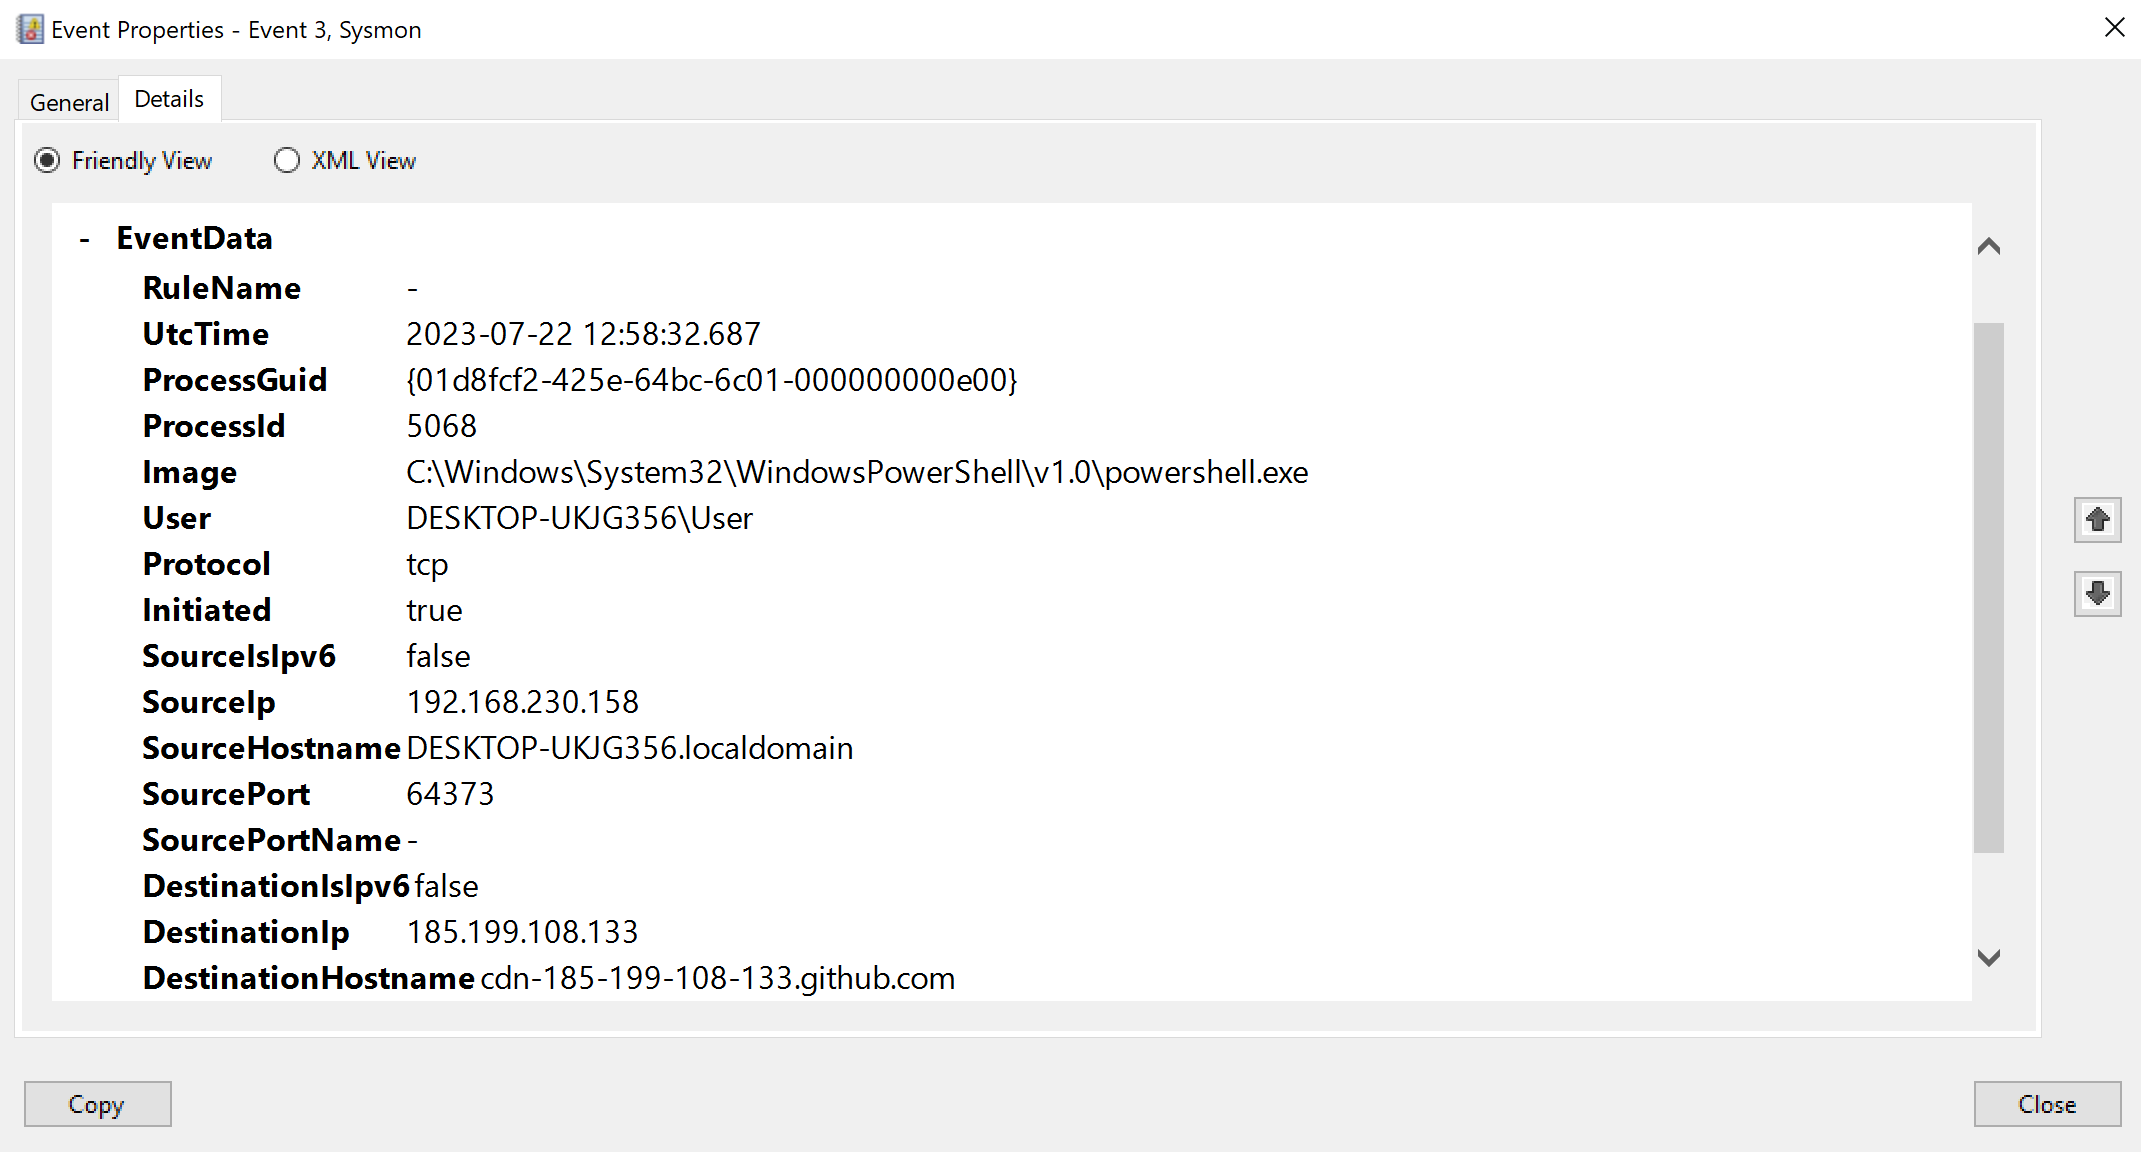 Event Properties - Event 3, Sysmon
General Details
Friendly View XML View
- EventData
RuleName -
UtcTime 2023-07-22 12:58:32.687
ProcessGuid {01d8fcf2-425e-64bc-6c01-000000000e00}
ProcessId 5068
Image C:\Windows\System32\WindowsPowerShell\v1.0\powershell.exe
User DESKTOP-UKJG356\User
Protocol tcp
Initiated true
SourceIsIpv6 false
SourceIp 192.168.230.158
SourceHostname DESKTOP-UKJG356.localdomain
SourcePort 64373
SourcePortName -
DestinationIsIpv6 false
DestinationIp 185.199.108.133
DestinationHostname cdn-185-199-108-133.github.com
Copy Close